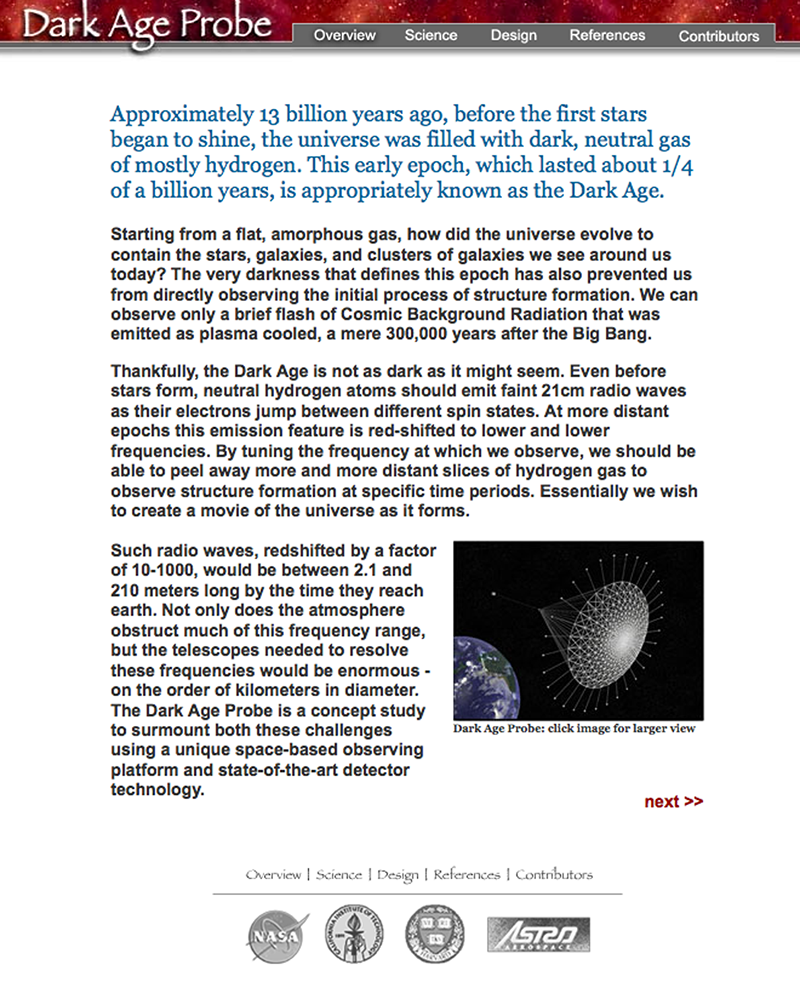 Dark Age Probe
Overview Science Design References Contributors
Approximately 13 billion years ago, before the first stars
began to shine, the universe was filled with dark, neutral gas
of mostly hydrogen. This early epoch, which lasted about 1/4
of a billion years, is appropriately known as the Dark Age.
Starting from a flat, amorphous gas, how did the universe evolve to
contain the stars, galaxies, and clusters of galaxies we see around us
today? The very darkness that defines this epoch has also prevented us
from directly observing the initial process of structure formation. We can
observe only a brief flash of Cosmic Background Radiation that was
emitted as plasma cooled, a mere 300,000 years after the Big Bang.
Thankfully, the Dark Age is not as dark as it might seem. Even before
stars form, neutral hydrogen atoms should emit faint 21cm radio waves
as their electrons jump between different spin states. At more distant
epochs this emission feature is red-shifted to lower and lower
frequencies. By tuning the frequency at which we observe, we should be
able to peel away more and more distant slices of hydrogen gas to
observe structure formation at specific time periods. Essentially we wish
to create a movie of the universe as it forms.
Such radio waves, redshifted by a factor
of 10-1000, would be between 2.1 and
210 meters long by the time they reach
earth. Not only does the atmosphere
obstruct much of this frequency range,
but the telescopes needed to resolve
these frequencies would be enormous -
on the order of kilometers in diameter.
The Dark Age Probe is a concept study
to surmount both these challenges
using a unique space-based observing
platform and state-of-the-art detector
technology.
Dark Age Probe: click image for larger view
next >>
Overview | Science | Design | References | Contributors
NASA
CALIFORNIA INSTITUTE OF TECHNOLOGY
1891
VE RI TAS
ASTRO
AEROSPACE